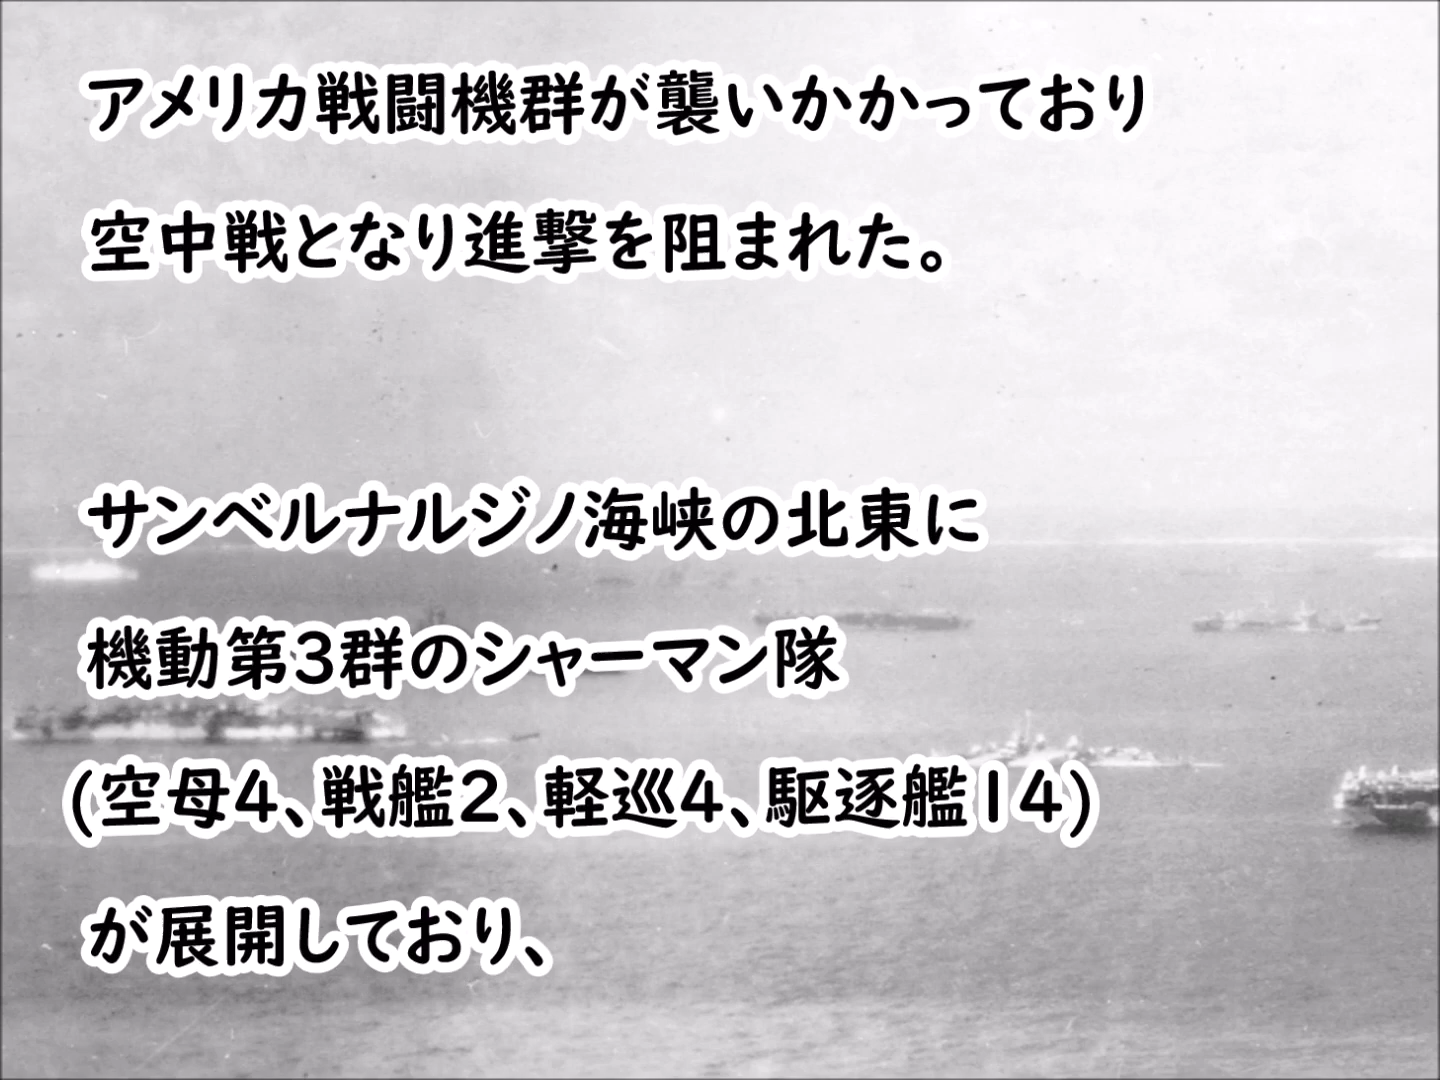 アメリカ戦闘機群が襲いかかっており
空中戦となり進撃を阻まれた。
サンベルナルジノ海峡の北東に
機動第3群のシャーマン隊
(空母4、戦艦2、軽巡4、駆逐艦14)
が展開しており、